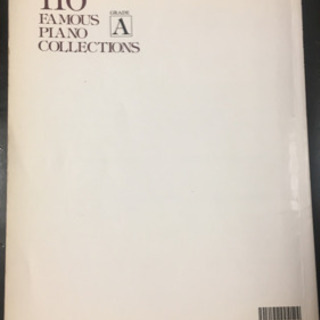 110
FAMOUS
PIANO
COLLECTIONS
GRADE
A